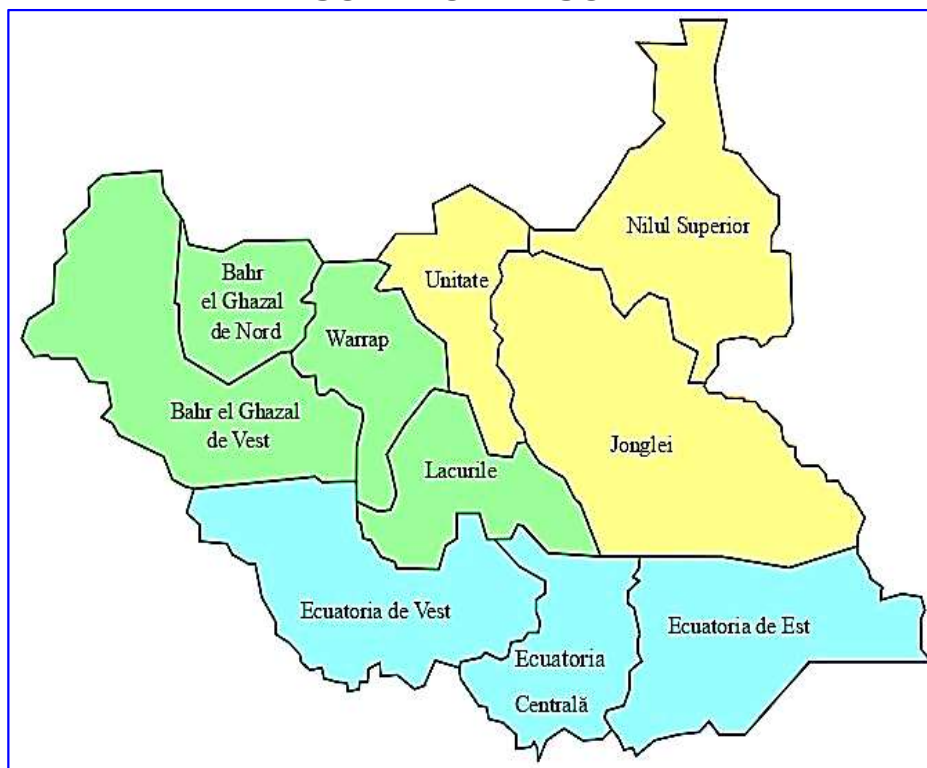 Nilul Superior
Bahr
el Ghazal
de Nord
Unitate
Warrap
Bahr el Ghazal
de Vest
Jonglei
Lacurile
Ecuatoria de Vest
Ecuatoria de Est
Ecuatoria
Centrală